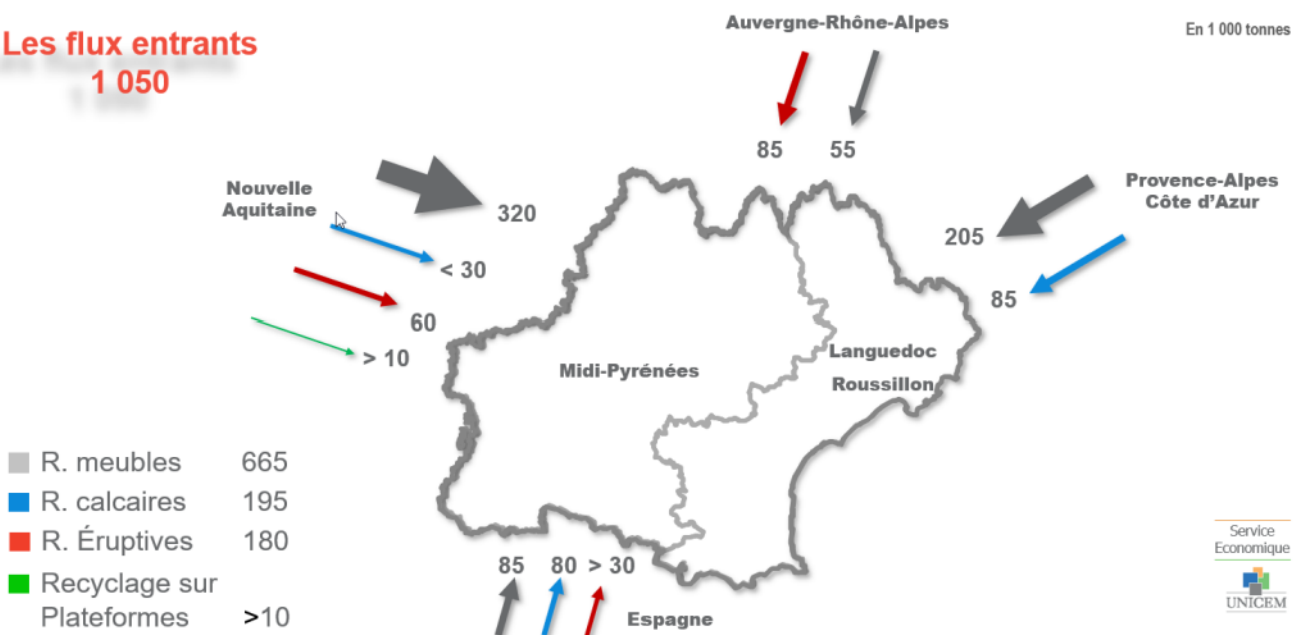 Les flux entrants
1 050
En 1 000 tonnes
Auvergne-Rhône-Alpes
85 55
Nouvelle
Aquitaine
320
< 30
60
> 10
Provence-Alpes
Côte d'Azur
205
85
Midi-Pyrénées
Languedoc
Roussillon
R. meubles 665
R. calcaires 195
R. Éruptives 180
Recyclage sur
Plateformes >10
85 80 > 30
Espagne
Service
Economique
UNICEM